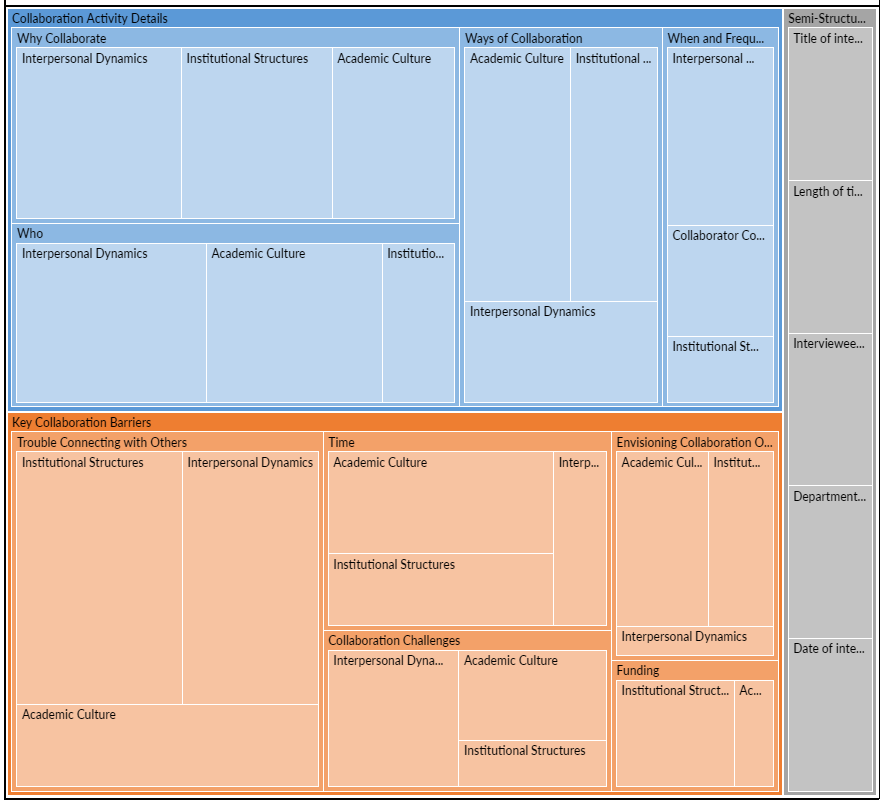 Collaboration Activity Details
Why Collaborate
Interpersonal Dynamics
Institutional Structures
Academic Culture
Who
Interpersonal Dynamics
Academic Culture
Institutio...
Ways of Collaboration
Academic Culture
Institutional ...
Interpersonal Dynamics
When and Frequ...
Interpersonal ...
Collaborator Co...
Institutional St...
Key Collaboration Barriers
Trouble Connecting with Others
Institutional Structures
Interpersonal Dynamics
Academic Culture
Time
Academic Culture
Interp...
Institutional Structures
Collaboration Challenges
Interpersonal Dyna...
Academic Culture
Institutional Structures
Envisioning Collaboration O...
Academic Cul...
Institut...
Interpersonal Dynamics
Funding
Institutional Struct...
Ac...
Semi-Structu...
Title of inte...
Length of ti...
Interviewee...
Department...
Date of inte...